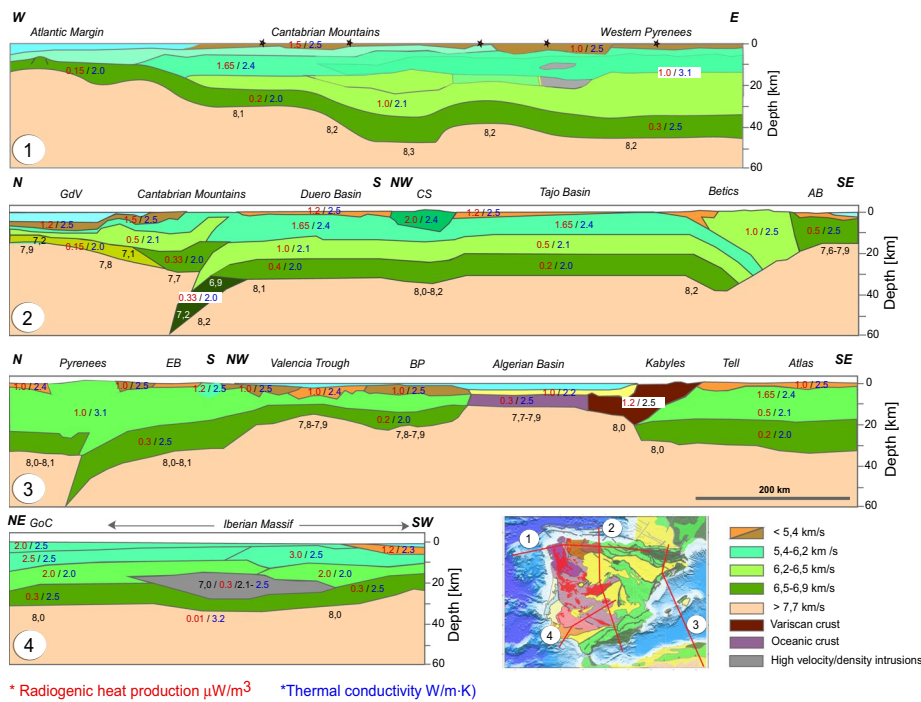 W E
Atlantic Margin Cantabrian Mountains Western Pyrenees
1.5 / 2.5 1.0 / 2.5 0
0.15 / 2.0 1.65 / 2.4 1.0 / 3.1
0.2 / 2.0 1.0 / 2.1 20
8,1 0.3 / 2.5
8,2 8,2 40
1 8,3 8,2
60
Depth [km]
N S NW SE
GdV Cantabrian Mountains Duero Basin CS Tajo Basin Betics AB
1.2 / 2.5 1.5 / 2.5 1.2 / 2.5 2.0 / 2.4 1.2 / 2.5 0
7,2 0.5 / 2.1 1.65 / 2.4 1.65 / 2.4 1.0 / 2.5 0.5 / 2.5
7,9 0.15 / 2.0 7,1 1.0 / 2.1 0.5 / 2.1 20
7,8 0.33 / 2.0 0.4 / 2.0 0.2 / 2.0 7,6-7,9
7,7 6,9 8,1 8,0-8,2 8,2
0.33 / 2.0 40
2 7,2 8,2
60
Depth [km]
N S NW SE
Pyrenees EB Valencia Trough BP Algerian Basin Kabyles Tell Atlas
1.0 / 2.4 1.0 / 2.5 1.2 / 2.5 1.0 / 2.5 1.0 / 2.4 1.0 / 2.5 1.0 / 2.2 1.0 / 2.5 0
0.3 / 2.5 1.2 / 2.5 1.65 / 2.4
1.0 / 3.1 0.2 / 2.0 7,7-7,9 0.5 / 2.1 20
0.3 / 2.5 7,8-7,9 7,8-7,9 8,0 0.2 / 2.0
8,0-8,1 8,0-8,1 8,0 40
3 200 km
60
Depth [km]
NE GoC Iberian Massif SW
2.0 / 2.5 1.2 / 2.3 0
2.5 / 2.5 3.0 / 2.5
2.0 / 2.0 7,0 / 0.3 /2.1- 2.5 2.0 / 2.0 20
0.3 / 2.5 0.3 / 2.5
8,0 0.01 / 3.2 8,0 40
4
60
Depth [km]
1 2 3 4
< 5,4 km/s
5,4-6,2 km /s
6,2-6,5 km/s
6,5-6,9 km/s
> 7,7 km/s
Variscan crust
Oceanic crust
High velocity/density intrusions
* Radiogenic heat production μW/m3 *Thermal conductivity W/m·K)